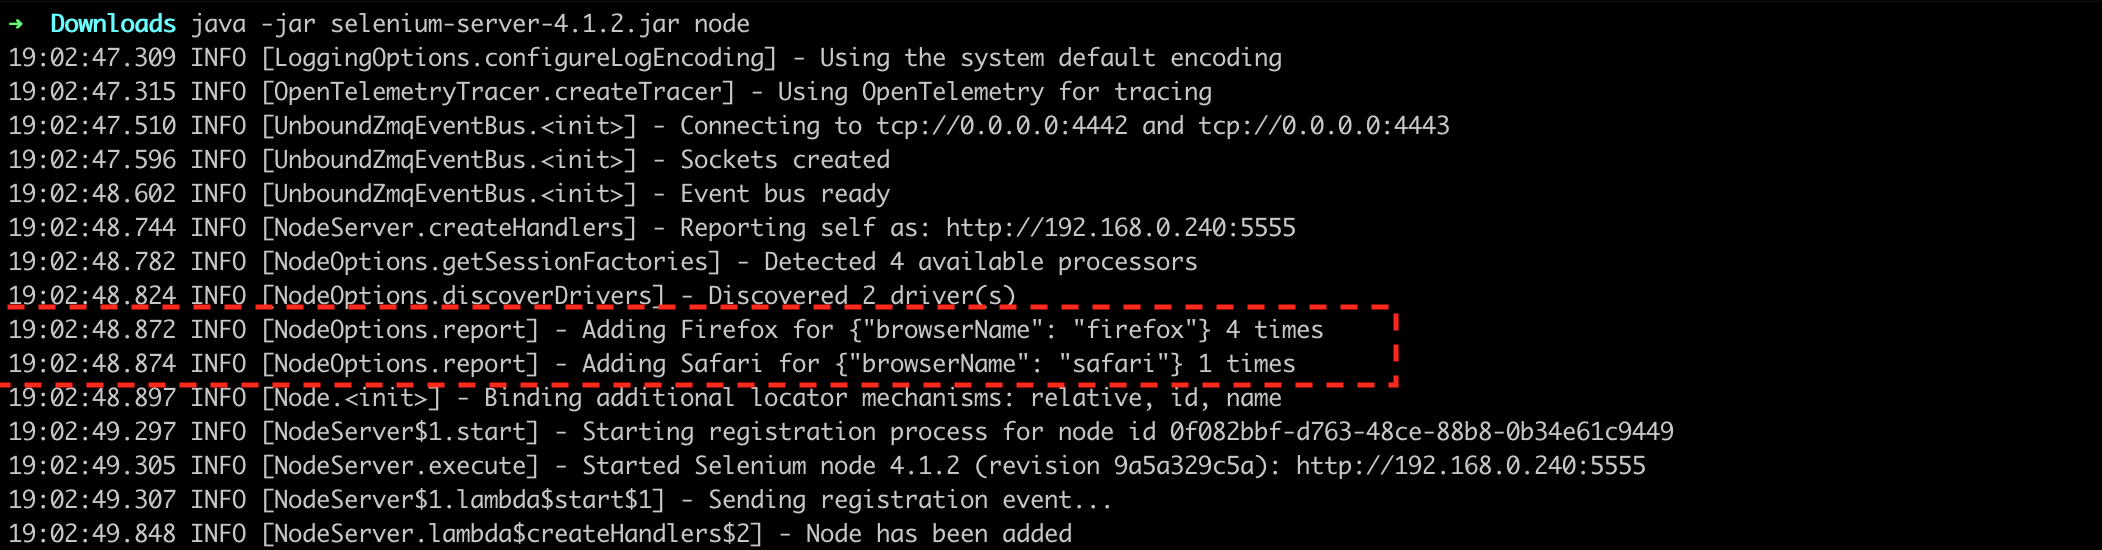 ➜  Downloads java -jar selenium-server-4.1.2.jar node
19:02:47.309 INFO [LoggingOptions.configureLogEncoding] - Using the system default encoding
19:02:47.315 INFO [OpenTelemetryTracer.createTracer] - Using OpenTelemetry for tracing
19:02:47.510 INFO [UnboundZmqEventBus.<init>] - Connecting to tcp://0.0.0.0:4442 and tcp://0.0.0.0:4443
19:02:47.596 INFO [UnboundZmqEventBus.<init>] - Sockets created
19:02:48.602 INFO [UnboundZmqEventBus.<init>] - Event bus ready
19:02:48.744 INFO [NodeServer.createHandlers] - Reporting self as: http://192.168.0.240:5555
19:02:48.782 INFO [NodeOptions.getSessionFactories] - Detected 4 available processors
19:02:48.824 INFO [NodeOptions.discoverDrivers] - Discovered 2 driver(s)
19:02:48.872 INFO [NodeOptions.report] - Adding Firefox for {"browserName": "firefox"} 4 times
19:02:48.874 INFO [NodeOptions.report] - Adding Safari for {"browserName": "safari"} 1 times
19:02:48.897 INFO [Node.<init>] - Binding additional locator mechanisms: relative, id, name
19:02:49.297 INFO [NodeServer$1.start] - Starting registration process for node id 0f082bbf-d763-48ce-88b8-0b34e61c9449
19:02:49.305 INFO [NodeServer.execute] - Started Selenium node 4.1.2 (revision 9a5a329c5a): http://192.168.0.240:5555
19:02:49.307 INFO [NodeServer$1.lambda$start$1] - Sending registration event...
19:02:49.848 INFO [NodeServer.lambda$createHandlers$2] - Node has been added